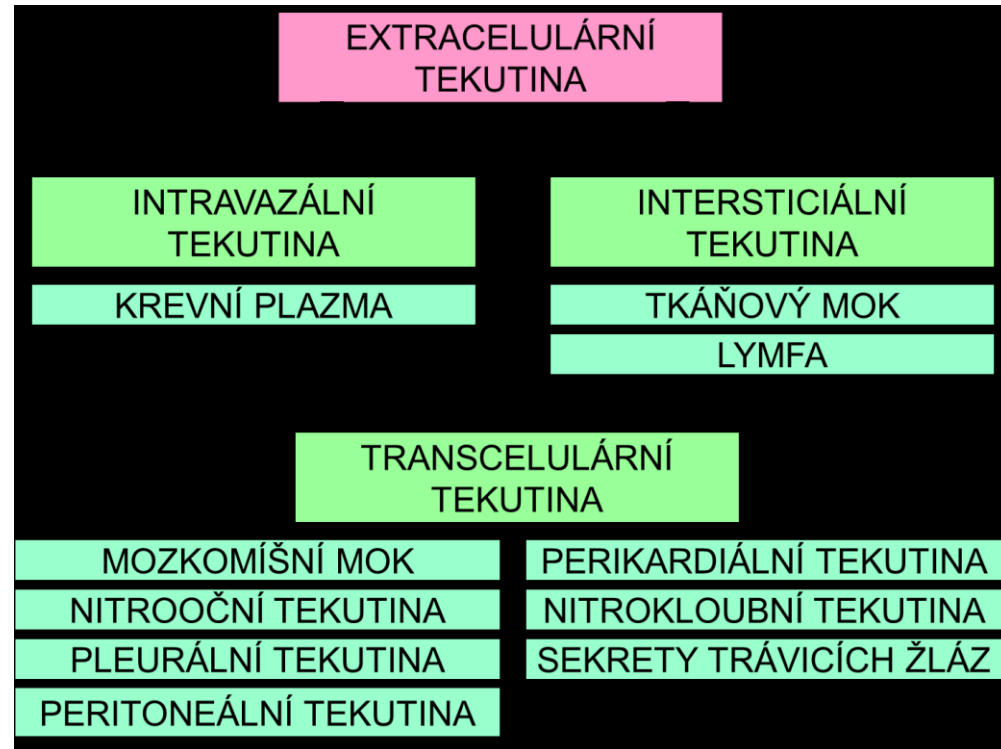 EXTRACELULÁRNÍ
TEKUTINA
INTRAVAZÁLNÍ
TEKUTINA
KREVNÍ PLAZMA
INTERSTICIÁLNÍ
TEKUTINA
TKÁŇOVÝ MOK
LYMFA
TRANSCELULÁRNÍ
TEKUTINA
MOZKOMÍŠNÍ MOK
NITROOČNÍ TEKUTINA
PLEURÁLNÍ TEKUTINA
PERITONEÁLNÍ TEKUTINA
PERIKARDIÁLNÍ TEKUTINA
NITROKLOUBNÍ TEKUTINA
SEKRETY TRÁVICÍCH ŽLÁZ